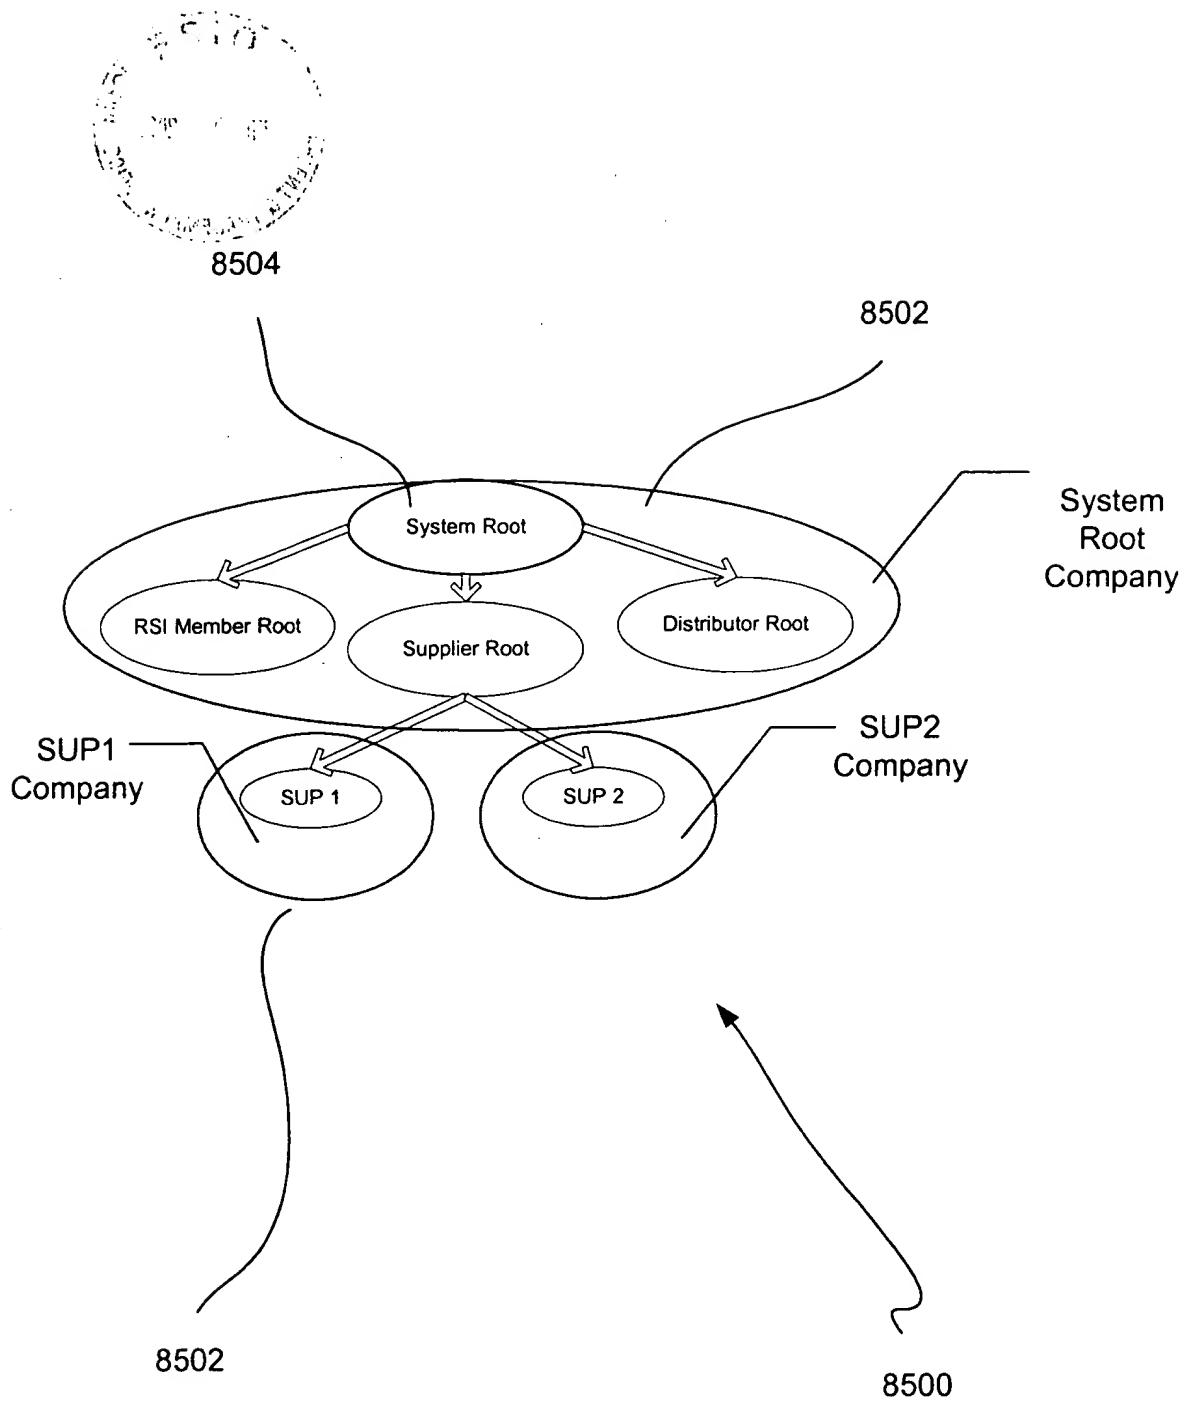 8504
8502
System Root
System
Root
Company
RSI Member Root
Supplier Root
Distributor Root
SUP1
Company
SUP2
Company
SUP 1
SUP 2
8502
8500